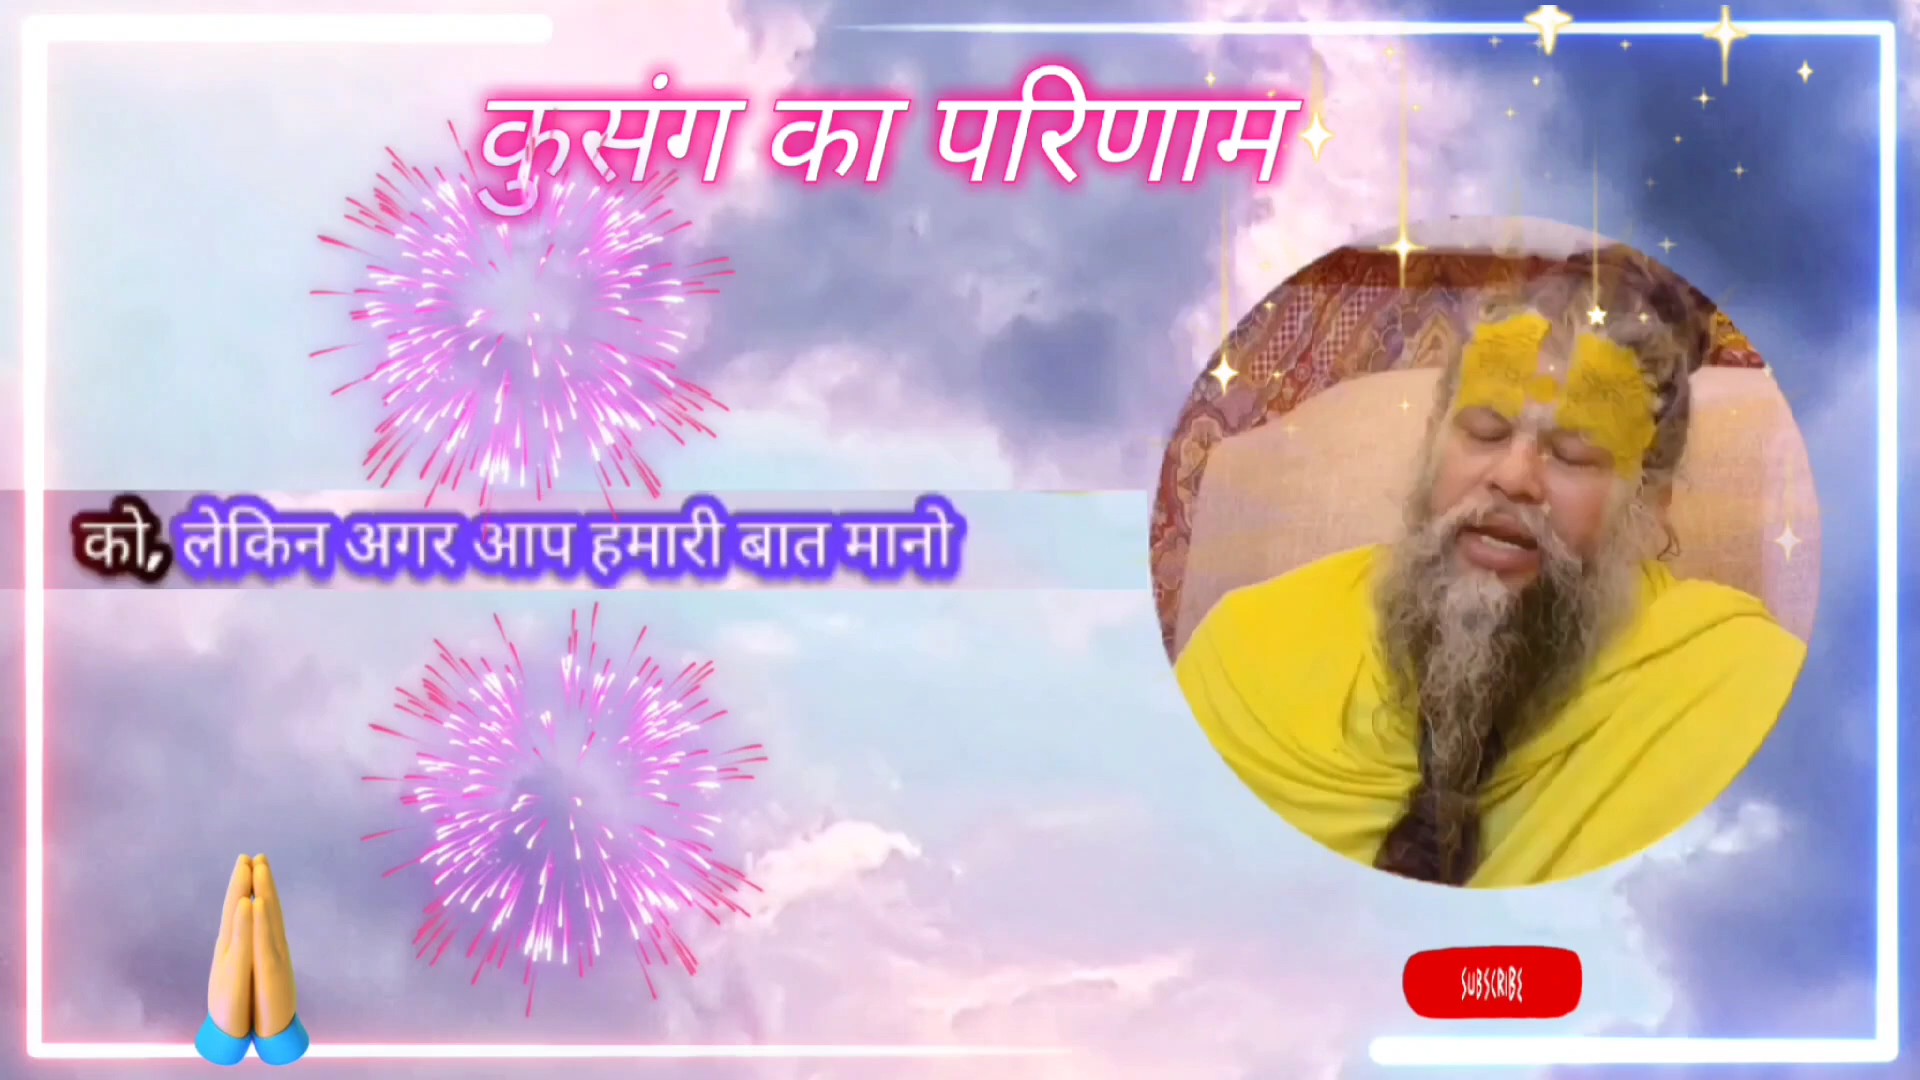 कुसंग का परिणाम
को, लेकिन अगर आप हमारी बात मानो
SUBSCRIBE